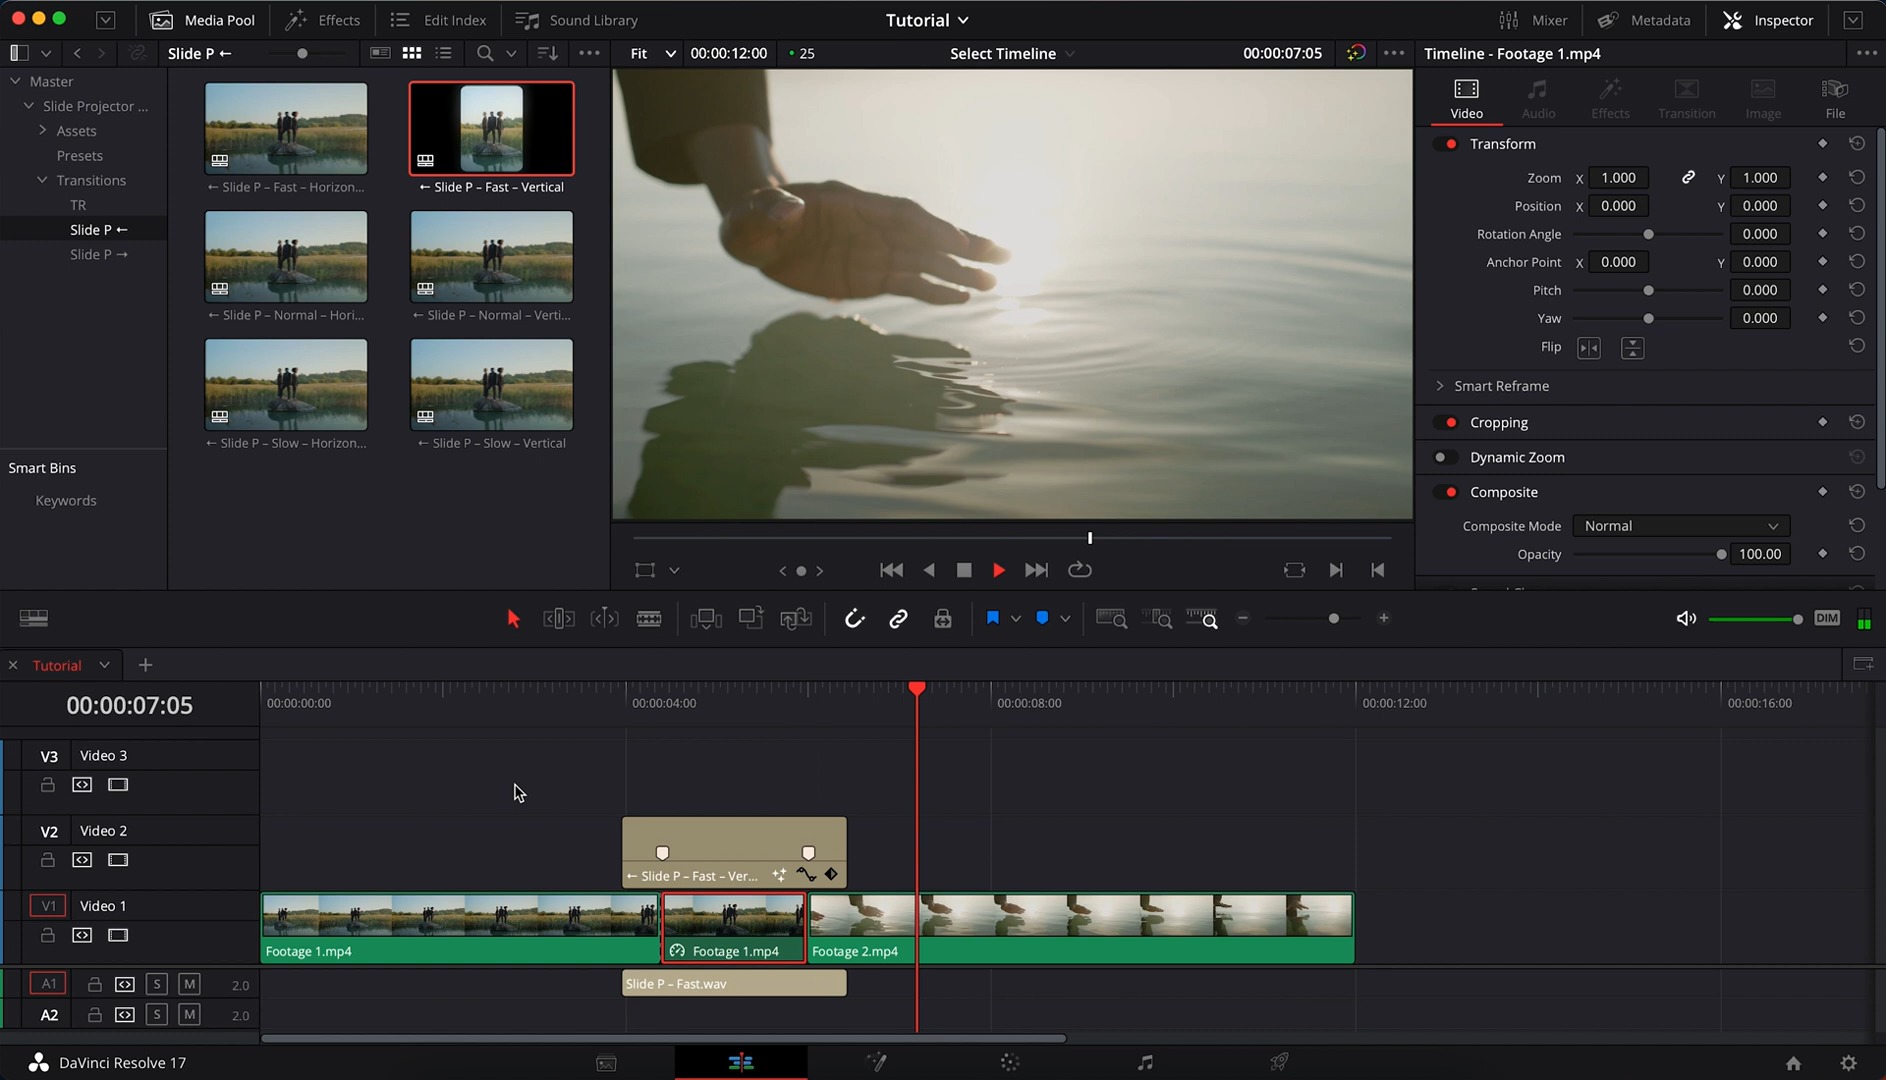 Media Pool
Effects
Edit Index
Sound Library
Tutorial
Mixer
Metadata
Inspector
Slide P ←
Fit
00:00:12:00
25
Select Timeline
00:00:07:05
Timeline - Footage 1.mp4
Master
Slide Projector ...
Assets
Presets
Transitions
TR
Slide P ←
Slide P →
Smart Bins
Keywords
← Slide P – Fast – Horizon...
← Slide P – Fast – Vertical
← Slide P – Normal – Hori...
← Slide P – Normal – Verti...
← Slide P – Slow – Horizon...
← Slide P – Slow – Vertical
Video
Audio
Effects
Transition
Image
File
Transform
Zoom X 1.000 Y 1.000
Position X 0.000 Y 0.000
Rotation Angle 0.000
Anchor Point X 0.000 Y 0.000
Pitch 0.000
Yaw 0.000
Flip
Smart Reframe
Cropping
Dynamic Zoom
Composite
Composite Mode Normal
Opacity 100.00
DIM
Tutorial
00:00:07:05
00:00:00:00
00:00:04:00
00:00:08:00
00:00:12:00
00:00:16:00
V3 Video 3
V2 Video 2
← Slide P – Fast – Ver...
V1 Video 1
Footage 1.mp4
Footage 1.mp4
Footage 2.mp4
A1 S M 2.0
Slide P – Fast.wav
A2 S M 2.0
DaVinci Resolve 17